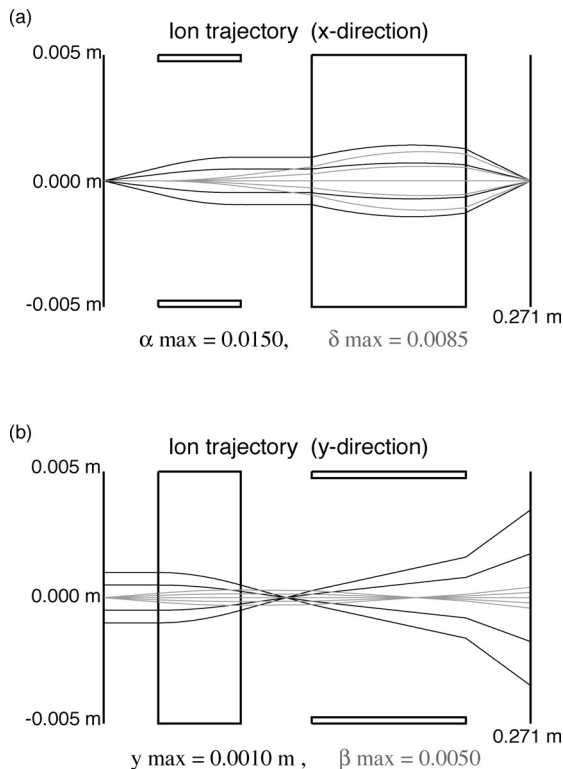 (a)
Ion trajectory (x-direction)
0.005 m
0.000 m
-0.005 m
0.271 m
α max = 0.0150, δ max = 0.0085
(b)
Ion trajectory (y-direction)
0.005 m
0.000 m
-0.005 m
0.271 m
y max = 0.0010 m , β max = 0.0050